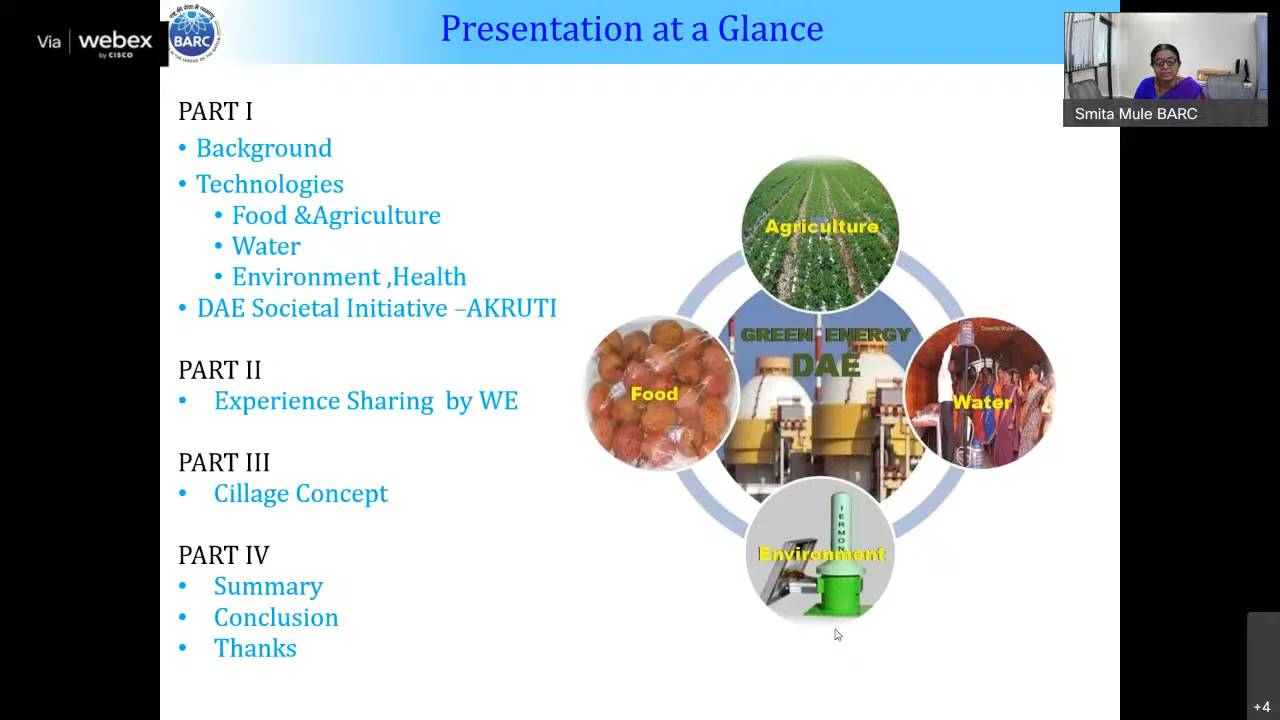 Via webex
by CISCO
BARC
Presentation at a Glance
Smita Mule BARC
PART I
• Background
• Technologies
• Food &Agriculture
• Water
• Environment ,Health
• DAE Societal Initiative –AKRUTI
PART II
• Experience Sharing by WE
PART III
• Cillage Concept
PART IV
• Summary
• Conclusion
• Thanks
Agriculture
GREEN ENERGY
DAE
Food
Water
IERMON
Environment
+4